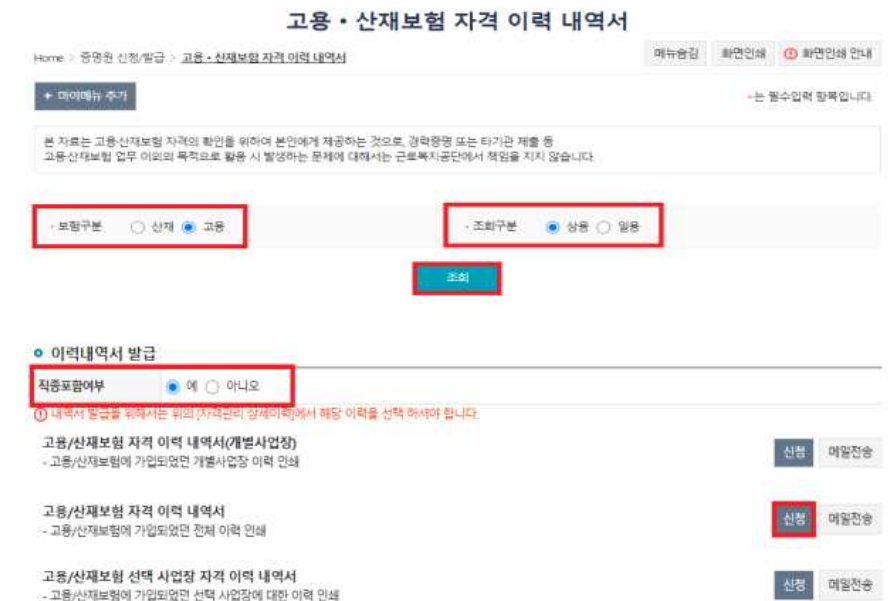 고용・산재보험 자격 이력 내역서
Home > 증명원 신청/발급 > 고용・산재보험 자격 이력 내역서
메뉴숨김 화면인쇄 화면인쇄 안내
+ 마이메뉴 추가
*는 필수입력 항목입니다.
본 자료는 고용산재보험 자격의 확인을 위하여 본인에게 제공하는 것으로, 경력증명 또는 타기관 제출 등
고용산재보험 업무 이외의 목적으로 활용 시 발생하는 문제에 대해서는 근로복지공단에서 책임을 지지 않습니다.
보험구분 산재 고용
조회구분 상용 일용
조회
이력내역서 발급
직종포함여부 예 아니오
내역서 발급을 위해서는 위의 [자격관리 상세이력]에서 해당 이력을 선택 하셔야 합니다.
고용/산재보험 자격 이력 내역서(개별사업장)
- 고용/산재보험에 가입되었던 개별사업장 이력 인쇄
신청 메일전송
고용/산재보험 자격 이력 내역서
- 고용/산재보험에 가입되었던 전체 이력 인쇄
신청 메일전송
고용/산재보험 선택 사업장 자격 이력 내역서
- 고용/산재보험에 가입되었던 선택 사업장에 대한 이력 인쇄
신청 메일전송